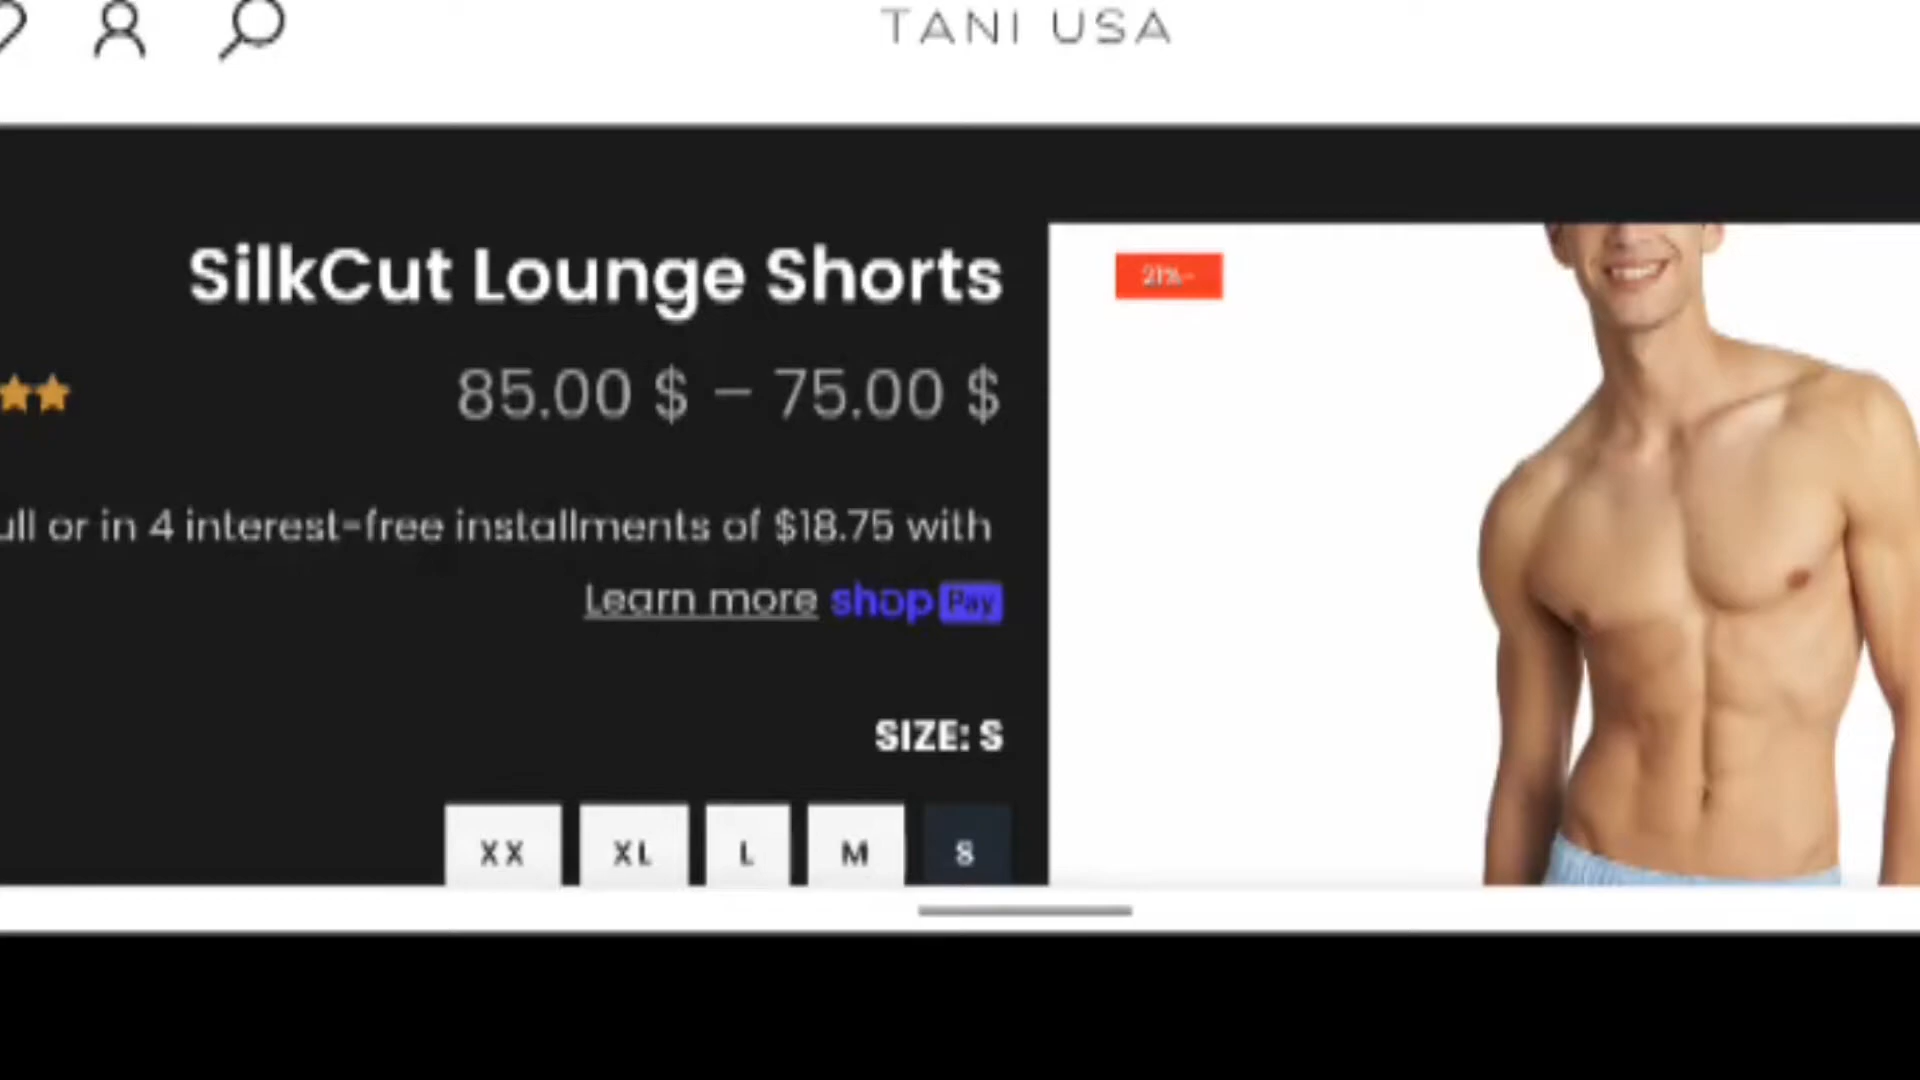 TANI USA
SilkCut Lounge Shorts
85.00 $ – 75.00 $
ull or in 4 interest-free installments of $18.75 with
Learn more shop Pay
SIZE: S
XX XL L M S
21%-